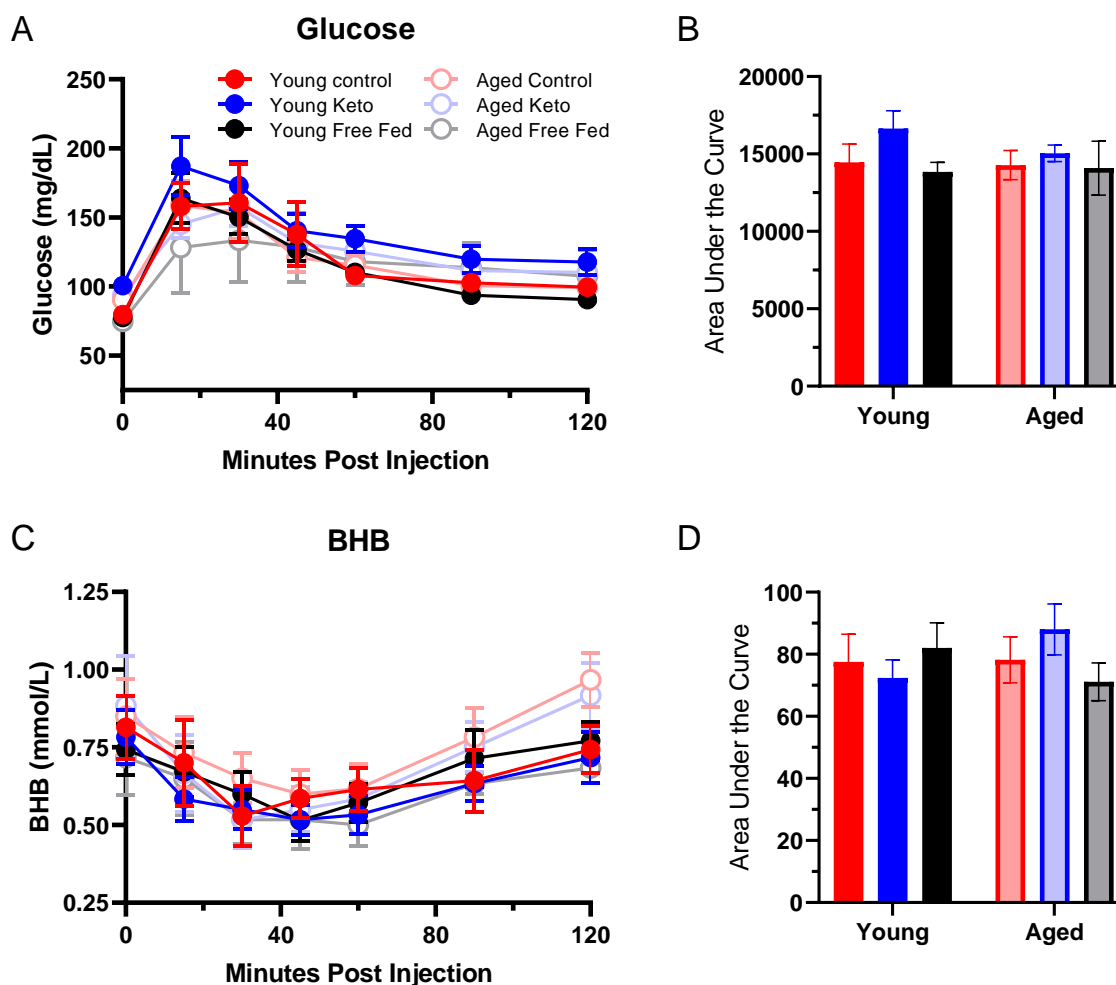 A
Glucose
Glucose (mg/dL)
250
200
150
100
50
Young control
Aged Control
Young Keto
Aged Keto
Young Free Fed
Aged Free Fed
0
40
80
120
Minutes Post Injection
B
Area Under the Curve
20000
15000
10000
5000
0
Young
Aged
C
BHB
BHB (mmol/L)
1.25
1.00
0.75
0.50
0.25
0
40
80
120
Minutes Post Injection
D
Area Under the Curve
100
80
60
40
20
0
Young
Aged